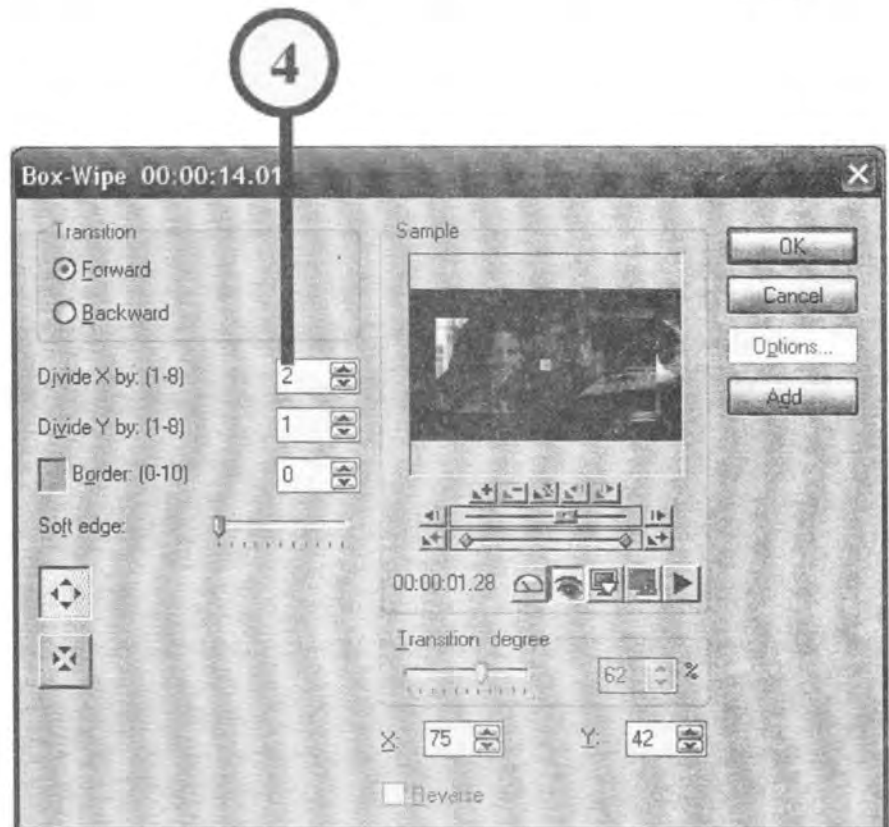 4
Box-Wipe 00:00:14.01
Transition
Forward
Backward
Divide X by: (1-8)
2
Divide Y by: (1-8)
1
Border: (0-10)
0
Soft edge:
Sample
00:00:01.28
Transition degree
62 %
X: 75 Y: 42
Reverse
OK
Cancel
Options...
Add